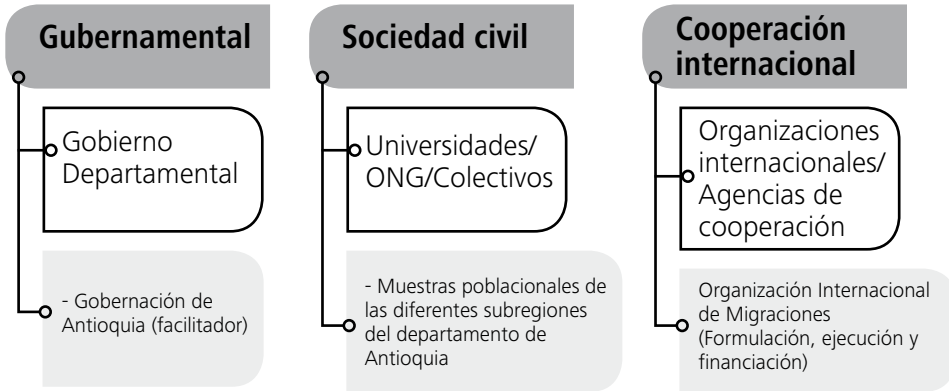 Gubernamental
Gobierno
Departamental
- Gobernación de
Antioquia (facilitador)
Sociedad civil
Universidades/
ONG/Colectivos
- Muestras poblacionales de
las diferentes subregiones
del departamento de
Antioquia
Cooperación
internacional
Organizaciones
internacionales/
Agencias de
cooperación
Organización Internacional
de Migraciones
(Formulación, ejecución y
financiación)